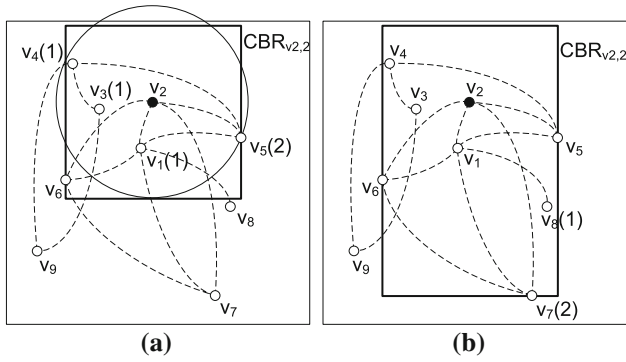 v4(1)
CBRv2,2
v3(1)
v2
v1(1)
v5(2)
v6
v8
v9
v7
(a)
v4
CBRv2,2
v3
v2
v1
v5
v6
v8(1)
v9
v7(2)
(b)